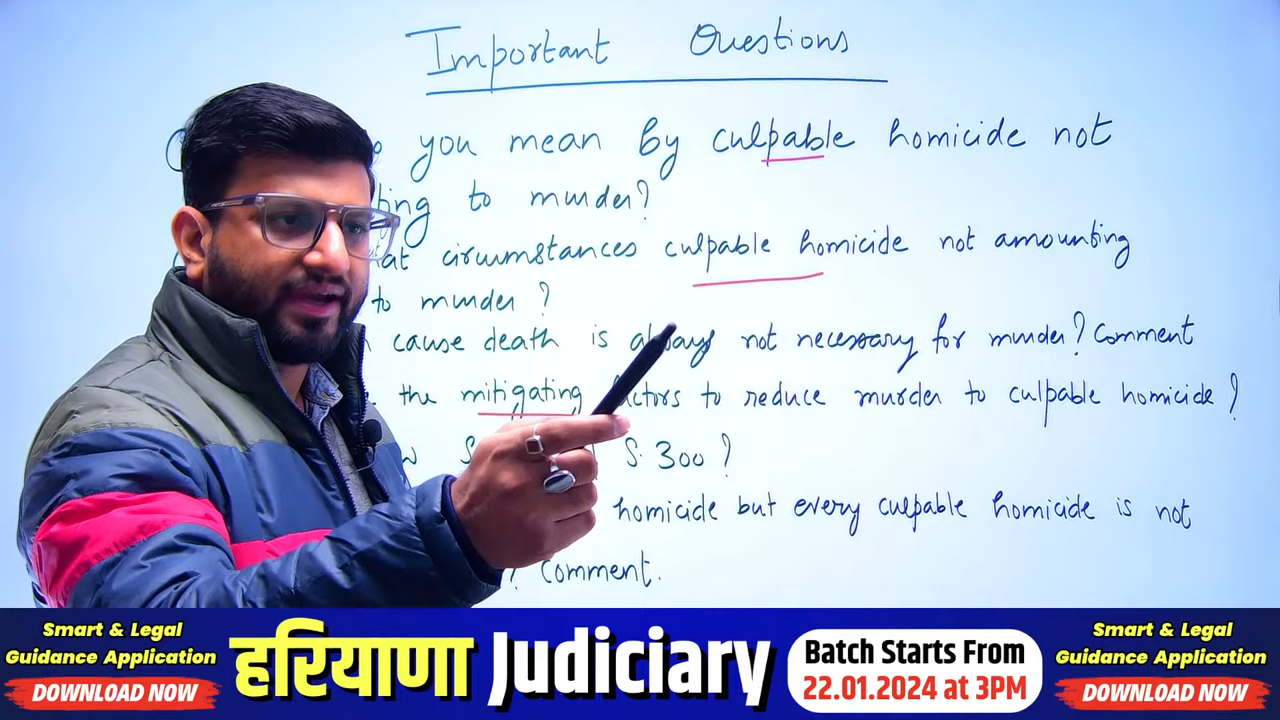 Important Questions
you mean by culpable homicide not
to murder?
circumstances culpable homicide not amounting
to murder ?
cause death is always not necessary for murder? Comment
the mitigating factors to reduce murder to culpable homicide ?
S. 300 ?
homicide but every culpable homicide is not
? Comment.
Smart & Legal
Guidance Application
DOWNLOAD NOW
हरियाणा Judiciary
Batch Starts From
22.01.2024 at 3PM
Smart & Legal
Guidance Application
DOWNLOAD NOW